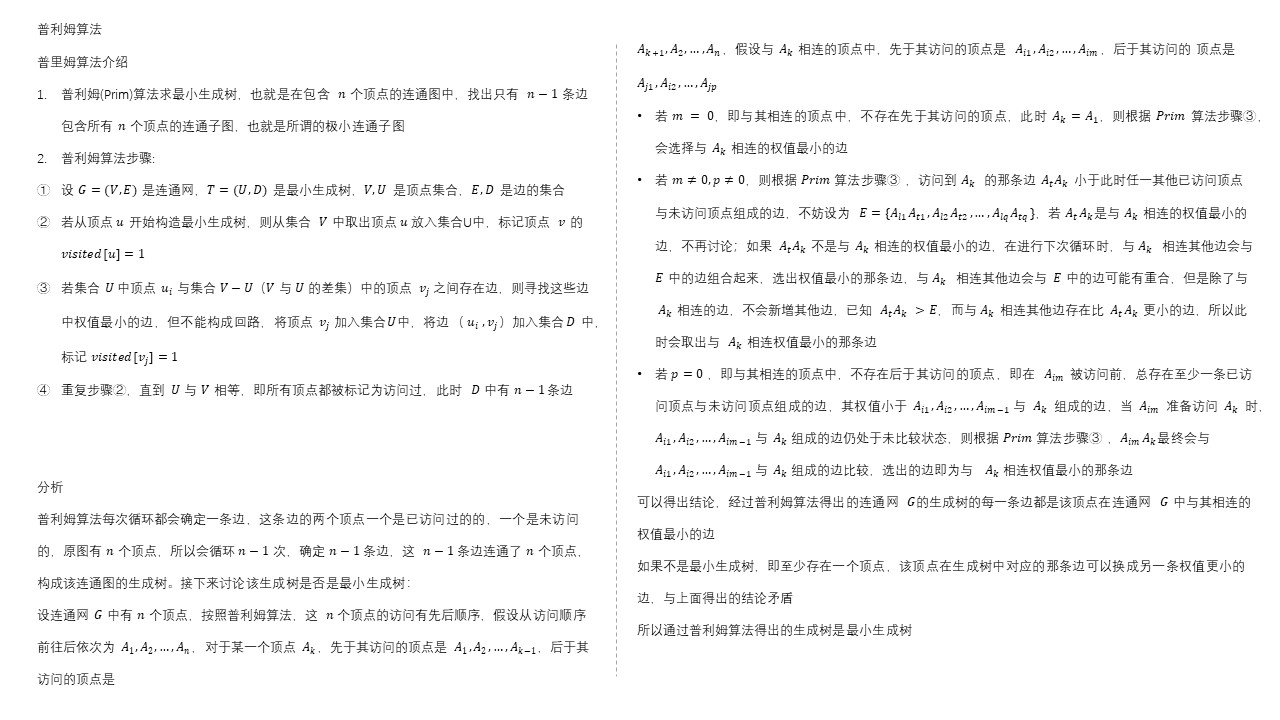 普利姆算法
普里姆算法介绍
1. 普利姆(Prim)算法求最小生成树，也就是在包含 n 个顶点的连通图中，找出只有 n − 1 条边
包含所有 n 个顶点的连通子图，也就是所谓的极小连通子图
2. 普利姆算法步骤:
① 设 G = (V, E) 是连通网，T = (U, D) 是最小生成树，V, U 是顶点集合，E, D 是边的集合
② 若从顶点 u 开始构造最小生成树，则从集合 V 中取出顶点 u 放入集合U中，标记顶点 v 的
visited[u] = 1
③ 若集合 U 中顶点 u_i 与集合 V − U（V 与 U 的差集）中的顶点 v_j 之间存在边，则寻找这些边
中权值最小的边，但不能构成回路，将顶点 v_j 加入集合U中，将边（ u_i , v_j ）加入集合 D 中，
标记 visited[v_j] = 1
④ 重复步骤②，直到 U 与 V 相等，即所有顶点都被标记为访问过，此时 D 中有 n − 1 条边
分析
普利姆算法每次循环都会确定一条边，这条边的两个顶点一个是已访问过的的，一个是未访问
的，原图有 n 个顶点，所以会循环 n − 1 次，确定 n − 1 条边，这 n − 1 条边连通了 n 个顶点，
构成该连通图的生成树。接下来讨论该生成树是否是最小生成树：
设连通网 G 中有 n 个顶点，按照普利姆算法，这 n 个顶点的访问有先后顺序，假设从访问顺序
前往后依次为 A_1, A_2, …, A_n，对于某一个顶点 A_k，先于其访问的顶点是 A_1, A_2, …, A_{k−1}，后于其
访问的顶点是
A_{k+1}, A_2, …, A_n，假设与 A_k 相连的顶点中，先于其访问的顶点是 A_{i1}, A_{i2}, …, A_{im}，后于其访问的 顶点是
A_{j1}, A_{i2}, …, A_{jp}
• 若 m = 0，即与其相连的顶点中，不存在先于其访问的顶点，此时 A_k = A_1，则根据 Prim 算法步骤③，
会选择与 A_k 相连的权值最小的边
• 若 m ≠ 0, p ≠ 0，则根据 Prim 算法步骤③ ，访问到 A_k 的那条边 A_t A_k 小于此时任一其他已访问顶点
与未访问顶点组成的边，不妨设为 E = {A_{i1} A_{t1}, A_{i2} A_{t2}, …, A_{iq} A_{tq}}，若 A_t A_k是与 A_k 相连的权值最小的
边，不再讨论；如果 A_t A_k 不是与 A_k 相连的权值最小的边，在进行下次循环时，与 A_k 相连其他边会与
E 中的边组合起来，选出权值最小的那条边，与 A_k 相连其他边会与 E 中的边可能有重合，但是除了与
A_k 相连的边，不会新增其他边，已知 A_t A_k > E，而与 A_k 相连其他边存在比 A_t A_k 更小的边，所以此
时会取出与 A_k 相连权值最小的那条边
• 若 p = 0 ，即与其相连的顶点中，不存在后于其访问的顶点，即在 A_{im} 被访问前，总存在至少一条已访
问顶点与未访问顶点组成的边，其权值小于 A_{i1}, A_{i2}, …, A_{im−1} 与 A_k 组成的边，当 A_{im} 准备访问 A_k 时，
A_{i1}, A_{i2}, …, A_{im−1} 与 A_k 组成的边仍处于未比较状态，则根据 Prim 算法步骤③ ，A_{im} A_k最终会与
A_{i1}, A_{i2}, …, A_{im−1} 与 A_k 组成的边比较，选出的边即为与 A_k 相连权值最小的那条边
可以得出结论，经过普利姆算法得出的连通网 G的生成树的每一条边都是该顶点在连通网 G 中与其相连的
权值最小的边
如果不是最小生成树，即至少存在一个顶点，该顶点在生成树中对应的那条边可以换成另一条权值更小的
边，与上面得出的结论矛盾
所以通过普利姆算法得出的生成树是最小生成树